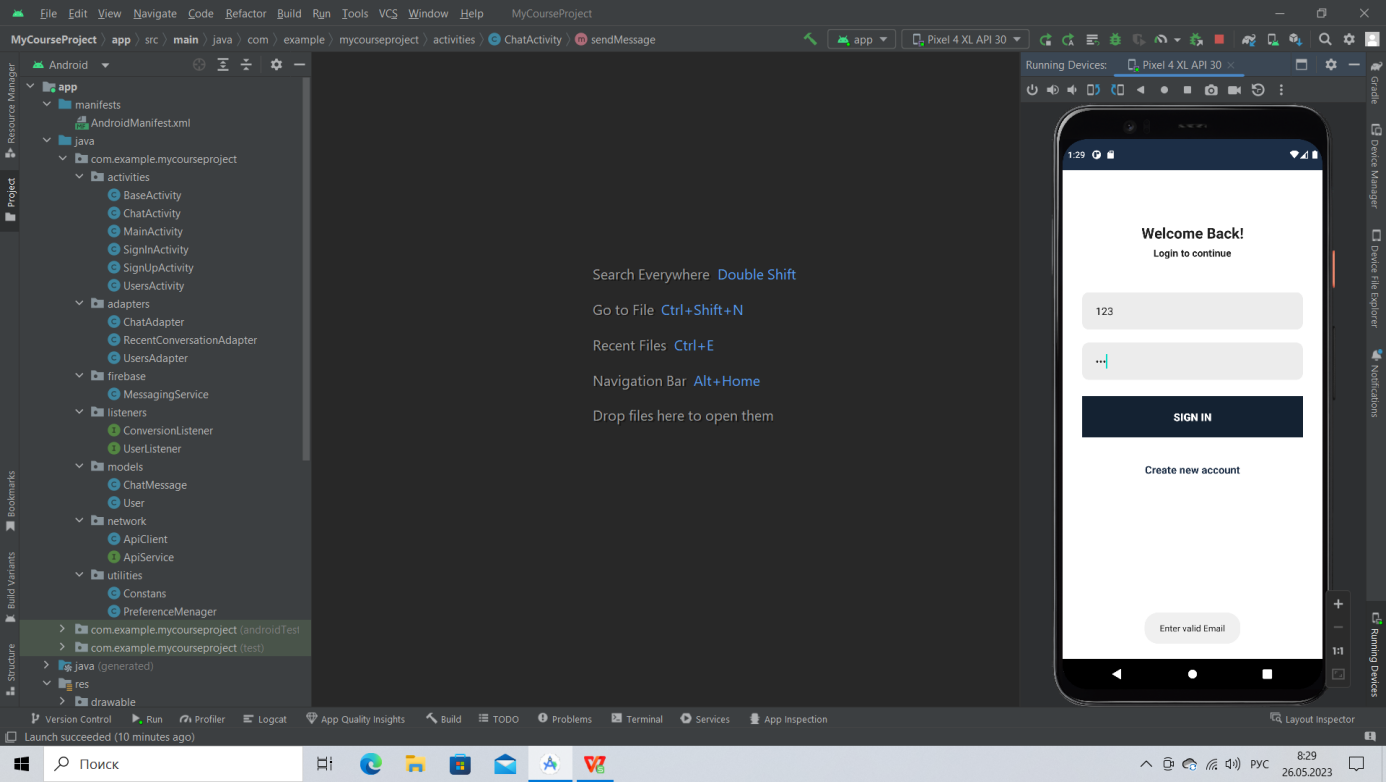 File Edit View Navigate Code Refactor Build Run Tools VCS Window Help MyCourseProject
MyCourseProject app src main java com example mycourseproject activities ChatActivity sendMessage app Pixel 4 XL API 30
Android
Running Devices: Pixel 4 XL API 30
Resource Manager
Project
Bookmarks
Build Variants
Structure
app
manifests
AndroidManifest.xml
java
com.example.mycourseproject
activities
BaseActivity
ChatActivity
MainActivity
SignInActivity
SignUpActivity
UsersActivity
adapters
ChatAdapter
RecentConversationAdapter
UsersAdapter
firebase
MessagingService
listeners
ConversionListener
UserListener
models
ChatMessage
User
network
ApiClient
ApiService
utilities
Constans
PreferenceMenager
com.example.mycourseproject (androidTest
com.example.mycourseproject (test)
java (generated)
res
drawable
Search Everywhere Double Shift
Go to File Ctrl+Shift+N
Recent Files Ctrl+E
Navigation Bar Alt+Home
Drop files here to open them
1:29
Welcome Back!
Login to continue
123
SIGN IN
Create new account
Enter valid Email
1:1
Gradle
Device Manager
Device File Explorer
Notifications
Running Devices
Version Control Run Profiler Logcat App Quality Insights Build TODO Problems Terminal Services App Inspection Layout Inspector
Launch succeeded (10 minutes ago)
Поиск
РУС
8:29
26.05.2023